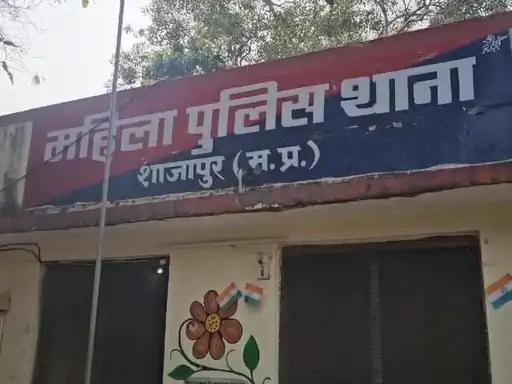 महिला पुलिस थाना
शाजापुर (म.प्र.)